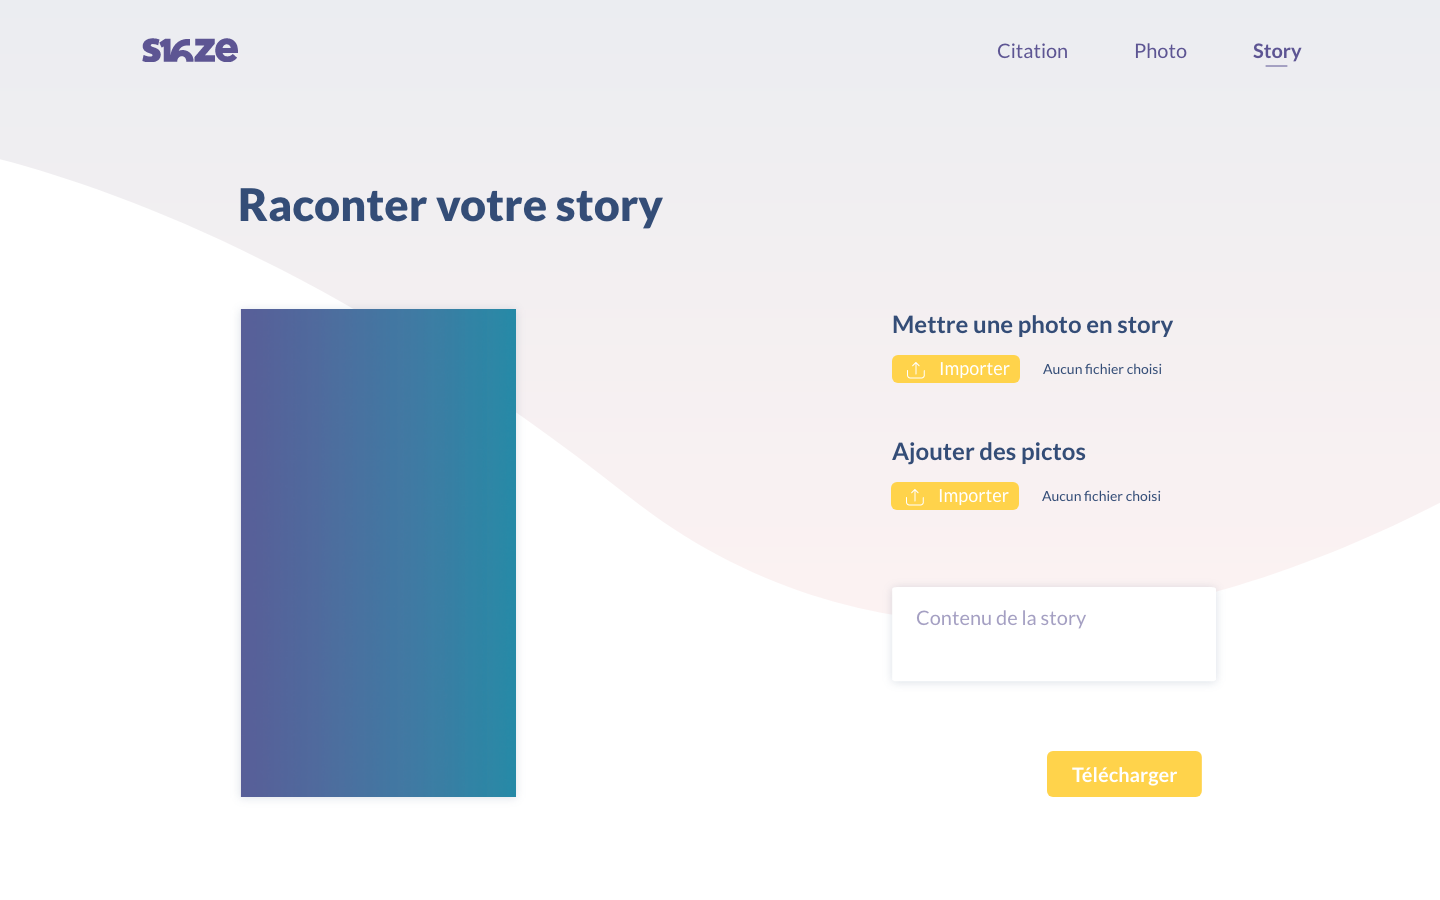 s16ze
Citation
Photo
Story
Raconter votre story
Mettre une photo en story
Importer
Aucun fichier choisi
Ajouter des pictos
Importer
Aucun fichier choisi
Contenu de la story
Télécharger